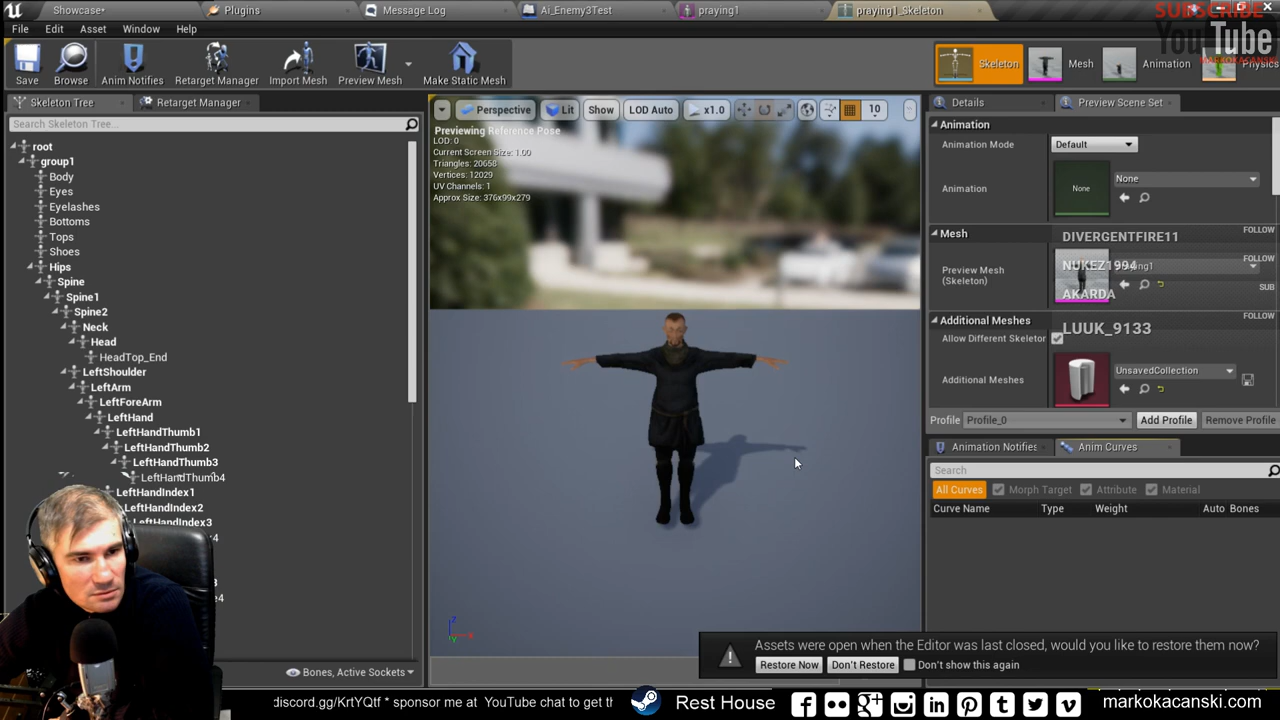 Showcase•
Plugins
Message Log
Ai_Enemy3Test
praying1
praying1_Skeleton
SUBSCRIBE
YouTube
MARKOKACANSKI
File
Edit
Asset
Window
Help
Save
Browse
Anim Notifies
Retarget Manager
Import Mesh
Preview Mesh
Make Static Mesh
Skeleton
Mesh
Animation
Physics
Skeleton Tree
Retarget Manager
Search Skeleton Tree...
root
group1
Body
Eyes
Eyelashes
Bottoms
Tops
Shoes
Hips
Spine
Spine1
Spine2
Neck
Head
HeadTop_End
LeftShoulder
LeftArm
LeftForeArm
LeftHand
LeftHandThumb1
LeftHandThumb2
LeftHandThumb3
LeftHandThumb4
LeftHandIndex1
LeftHandIndex2
LeftHandIndex3
Bones, Active Sockets
Perspective
Lit
Show
LOD Auto
x1.0
10
Previewing Reference Pose
LOD: 0
Current Screen Size: 1.00
Triangles: 20658
Vertices: 12029
UV Channels: 1
Approx Size: 376x99x279
Z
X
Y
Details
Preview Scene Set
Animation
Animation Mode
Default
Animation
None
None
Mesh
DIVERGENTFIRE11
FOLLOW
Preview Mesh (Skeleton)
NUKEZ1994
FOLLOW
AKARDA
SUB
Additional Meshes
LUUK_9133
FOLLOW
Allow Different Skeletor
Additional Meshes
UnsavedCollection
Profile
Profile_0
Add Profile
Remove Profile
Animation Notifies
Anim Curves
Search
All Curves
Morph Target
Attribute
Material
Curve Name
Type
Weight
Auto
Bones
Assets were open when the Editor was last closed, would you like to restore them now?
Restore Now
Don't Restore
Don't show this again
discord.gg/KrtYQtf * sponsor me at YouTube chat to get th
Rest House
markokacanski.com